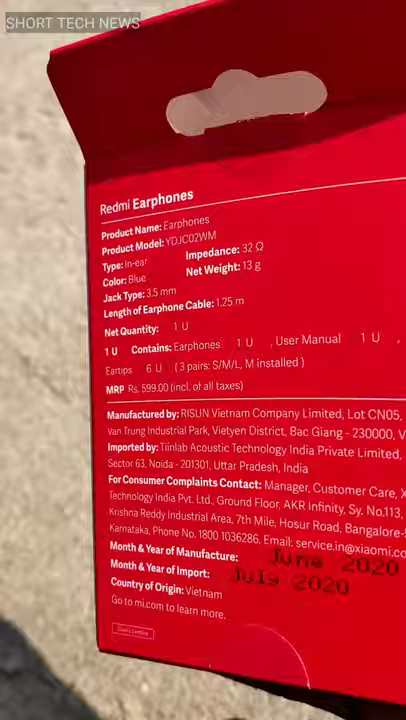 SHORT TECH NEWS
Redmi Earphones
Product Name: Earphones
Product Model: YDJC02WM
Type: In-ear Impedance: 32 Ω
Color: Blue Net Weight: 13 g
Jack Type: 3.5 mm
Length of Earphone Cable: 1.25 m
Net Quantity: 1 U
1 U Contains: Earphones 1 U , User Manual 1 U ,
Eartips 6 U ( 3 pairs: S/M/L, M installed )
MRP Rs. 599.00 (incl. of all taxes)
Manufactured by: RISUN Vietnam Company Limited, Lot CN05,
Van Trung Industrial Park, Vietyen District, Bac Giang - 230000, V
Imported by: Tiinlab Acoustic Technology India Private Limited,
Sector 63, Noida - 201301, Uttar Pradesh, India
For Consumer Complaints Contact: Manager, Customer Care, X
Technology India Pvt. Ltd., Ground Floor, AKR Infinity, Sy. No.113,
Krishna Reddy Industrial Area, 7th Mile, Hosur Road, Bangalore-5
Karnataka, Phone No. 1800 1036286, Email: service.in@xiaomi.co
Month & Year of Manufacture: June 2020
Month & Year of Import: July 2020
Country of Origin: Vietnam
Go to mi.com to learn more.